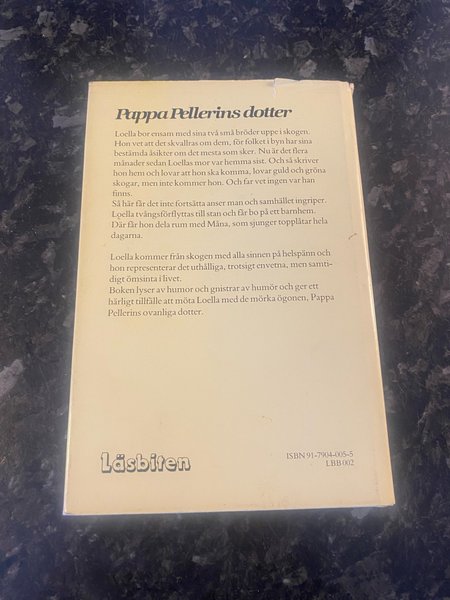 Pappa Pellerins dotter
Loella bor ensam med sina två små bröder uppe i skogen.
Hon vet att det skvallras om dem, för folket i byn har sina
bestämda åsikter om det mesta som sker. Nu är det flera
månader sedan Loellas mor var hemma sist. Och så skriver
hon hem och lovar att hon ska komma, lovar guld och gröna
skogar, men inte kommer hon. Och far vet ingen var han
finns.
Så här får det inte fortsätta anser man och samhället ingriper.
Loella tvångsförflyttas till stan och får bo på ett barnhem.
Där får hon dela rum med Måna, som sjunger topplåtar hela
dagarna.
Loella kommer från skogen med alla sinnen på helspänn och
hon representerar det uthålliga, trotsigt envetna, men samti-
digt ömsinta i livet.
Boken lyser av humor och gnistrar av humör och ger ett
härligt tillfälle att möta Loella med de mörka ögonen, Pappa
Pellerins ovanliga dotter.
Läsbiten
ISBN 91-7904-005-5
LBB 002